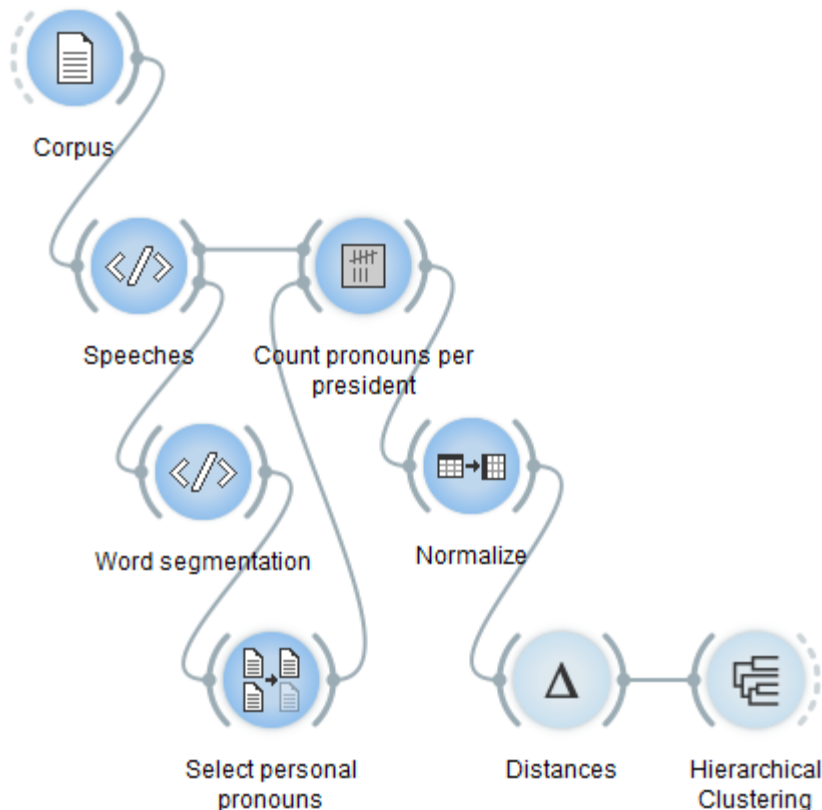 Corpus
Speeches
Count pronouns per
president
Word segmentation
Normalize
Select personal
pronouns
Distances
Hierarchical
Clustering